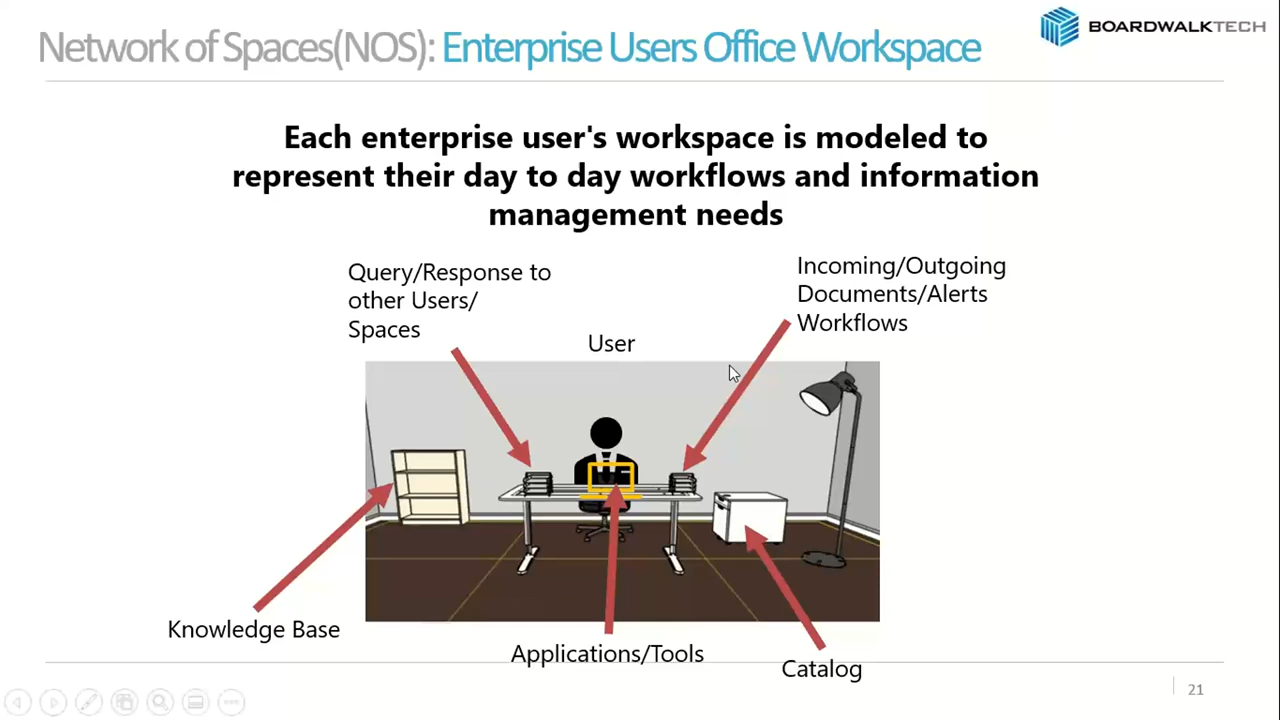 Network of Spaces(NOS): Enterprise Users Office Workspace
BOARDWALKTECH
Each enterprise user's workspace is modeled to
represent their day to day workflows and information
management needs
Query/Response to
other Users/
Spaces
Incoming/Outgoing
Documents/Alerts
Workflows
User
Knowledge Base
Applications/Tools
Catalog
21